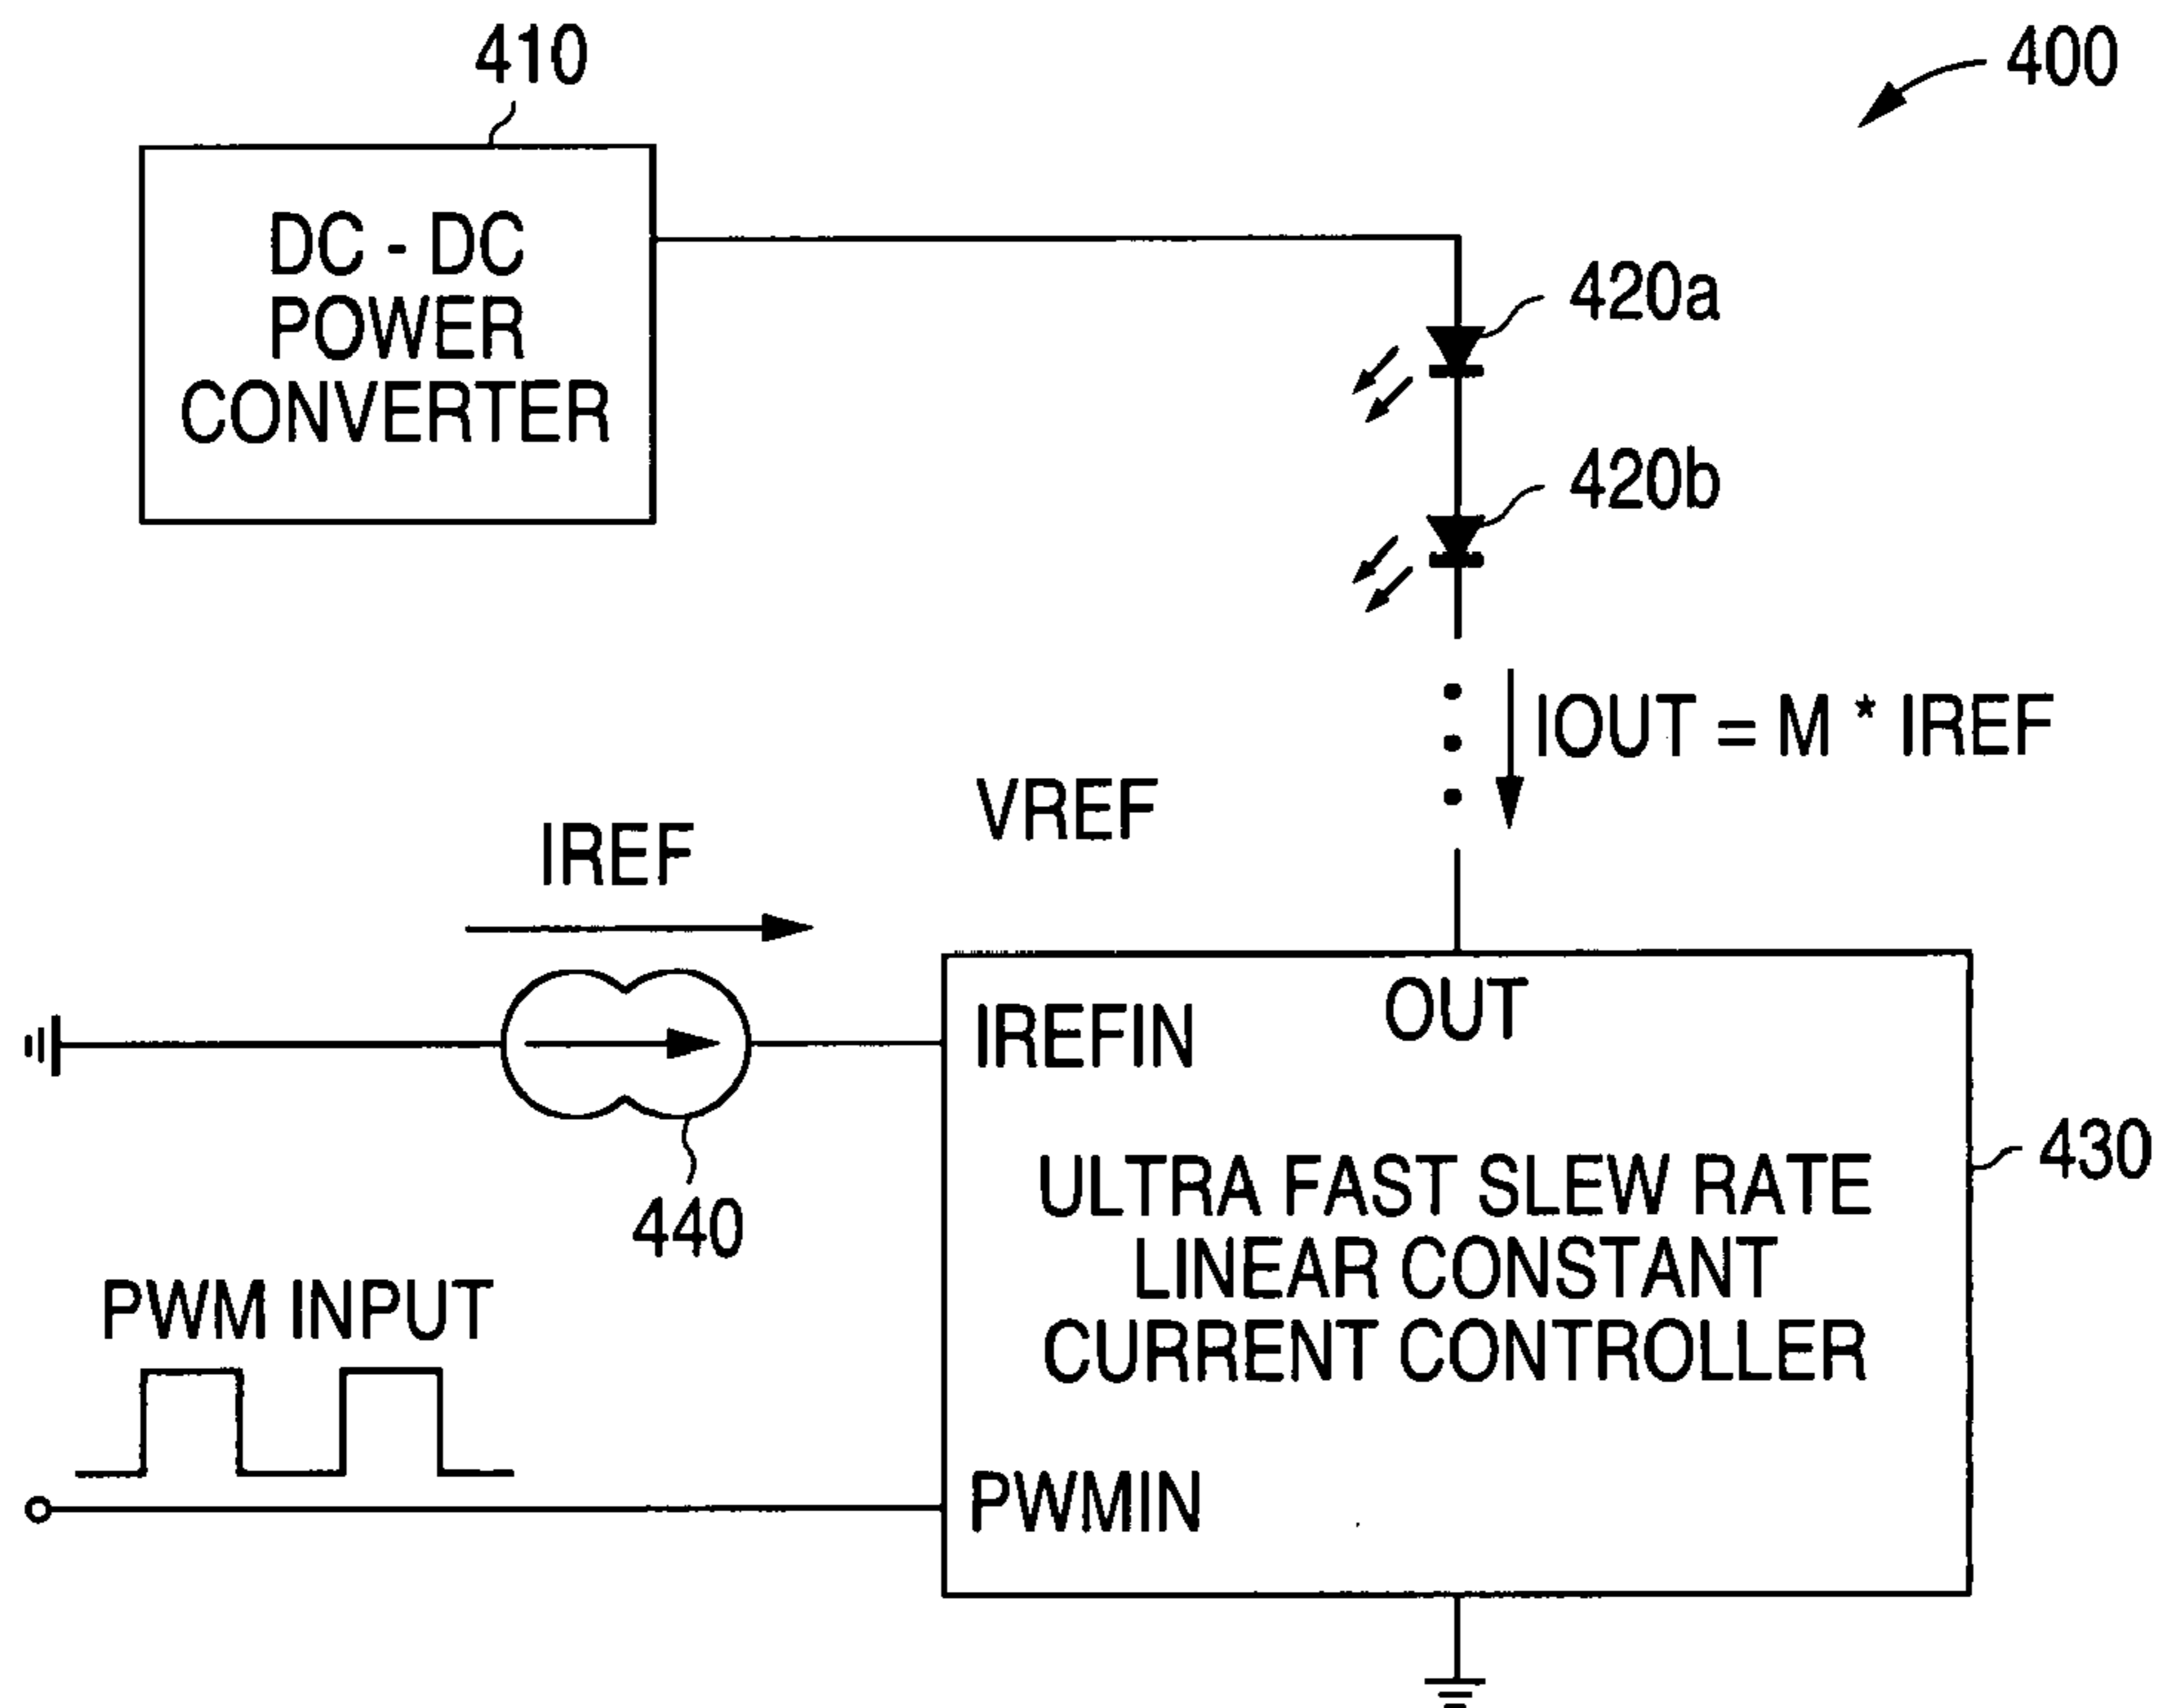 410
400
DC - DC
POWER
CONVERTER
420a
420b
IOUT = M * IREF
VREF
IREF
OUT
IREFIN
430
ULTRA FAST SLEW RATE
LINEAR CONSTANT
CURRENT CONTROLLER
440
PWM INPUT
PWMIN